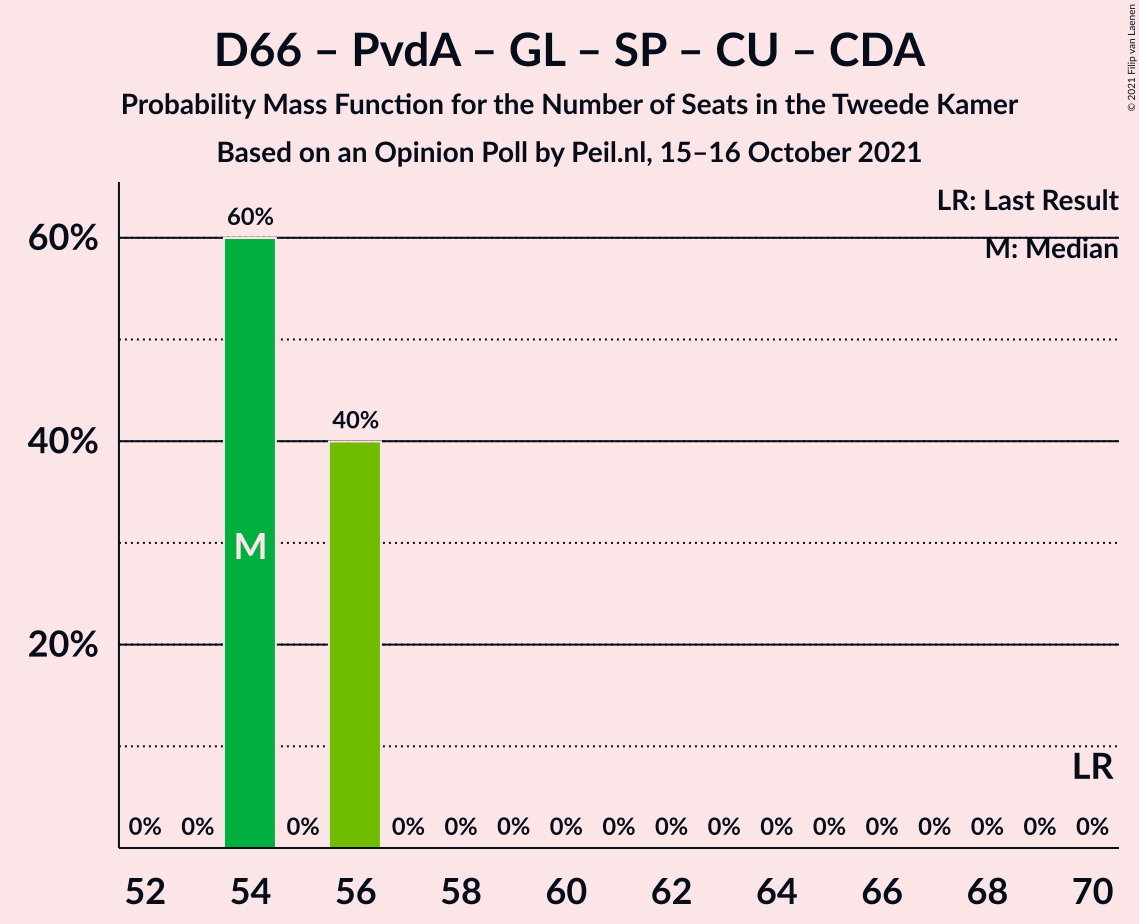 D66 – PvdA – GL – SP – CU – CDA
Probability Mass Function for the Number of Seats in the Tweede Kamer
Based on an Opinion Poll by Peil.nl, 15–16 October 2021
© 2021 Filip van Laenen
LR: Last Result
M: Median
60%
40%
20%
60%
40%
M
LR
0% 0% 0% 0% 0% 0% 0% 0% 0% 0% 0% 0% 0% 0% 0% 0% 0%
52 54 56 58 60 62 64 66 68 70